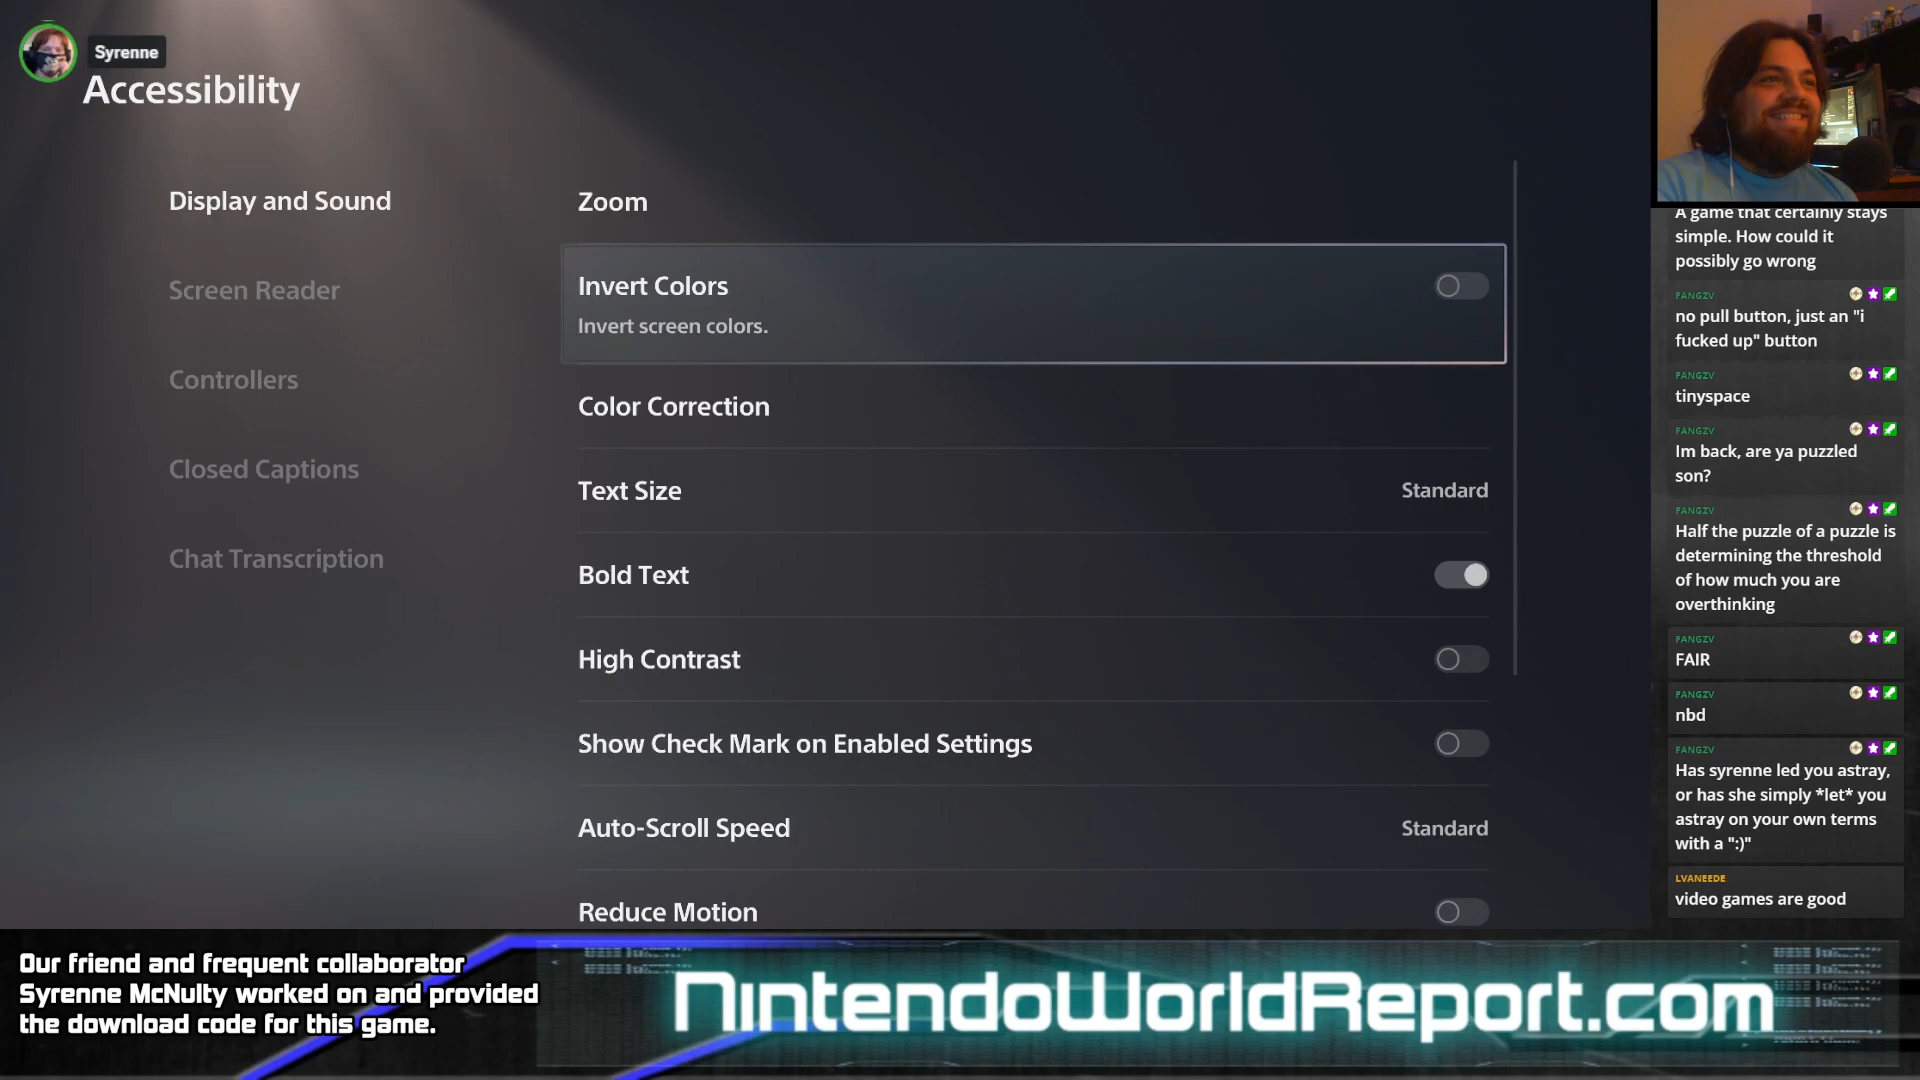 Syrenne
Accessibility
Display and Sound
Screen Reader
Controllers
Closed Captions
Chat Transcription
Zoom
Invert Colors
Invert screen colors.
Color Correction
Text Size
Standard
Bold Text
High Contrast
Show Check Mark on Enabled Settings
Auto-Scroll Speed
Standard
Reduce Motion
A game that certainly stays
simple. How could it
possibly go wrong
FANGZV
no pull button, just an "i
fucked up" button
FANGZV
tinyspace
FANGZV
Im back, are ya puzzled
son?
FANGZV
Half the puzzle of a puzzle is
determining the threshold
of how much you are
overthinking
FANGZV
FAIR
FANGZV
nbd
FANGZV
Has syrenne led you astray,
or has she simply *let* you
astray on your own terms
with a ":)"
LVANEEDE
video games are good
Our friend and frequent collaborator
Syrenne McNulty worked on and provided
the download code for this game.
NintendoWorldReport.com